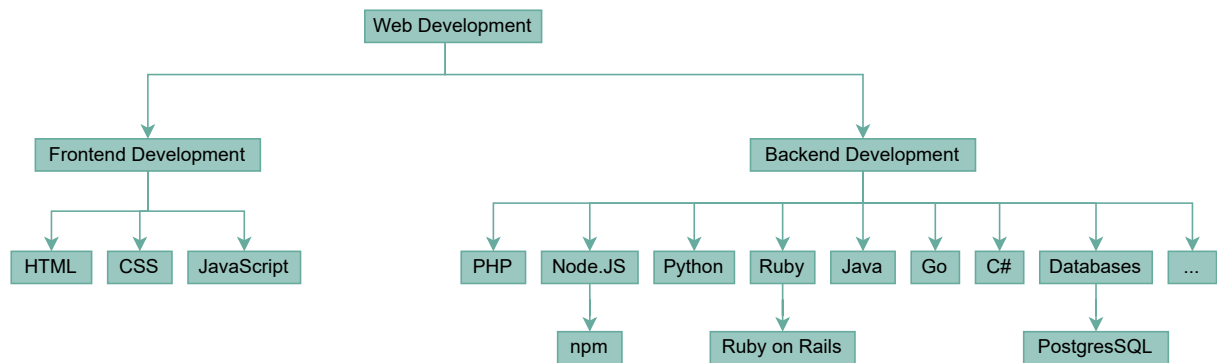 Web Development
Frontend Development
Backend Development
HTML
CSS
JavaScript
PHP
Node.JS
Python
Ruby
Java
Go
C#
Databases
...
npm
Ruby on Rails
PostgresSQL